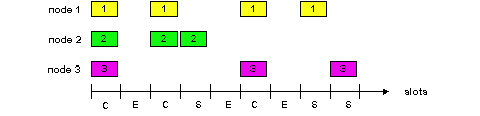 node 1 1 1 1 1
node 2 2 2 2
node 3 3 3 3
slots
C E C S E C E S S